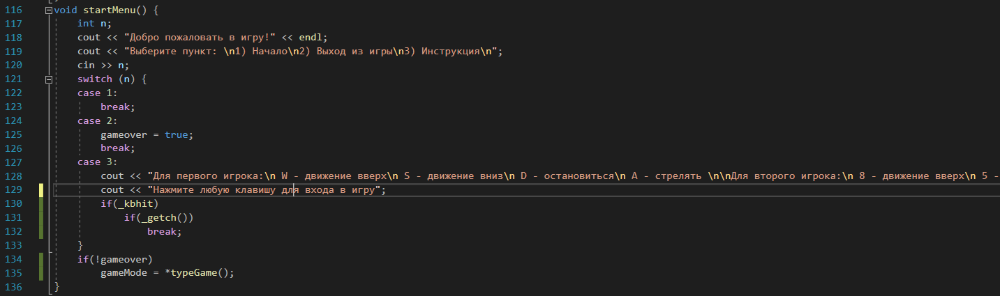 116 void startMenu() {
117 int n;
118 cout << "Добро пожаловать в игру!" << endl;
119 cout << "Выберите пункт: \n1) Начало\n2) Выход из игры\n3) Инструкция\n";
120 cin >> n;
121 switch (n) {
122 case 1:
123 break;
124 case 2:
125 gameover = true;
126 break;
127 case 3:
128 cout << "Для первого игрока:\n W - движение вверх\n S - движение вниз\n D - остановиться\n A - стрелять \n\nДля второго игрока:\n 8 - движение вверх\n 5 -
129 cout << "Нажмите любую клавишу для входа в игру";
130 if(_kbhit)
131 if(_getch())
132 break;
133 }
134 if(!gameover)
135 gameMode = *typeGame();
136 }